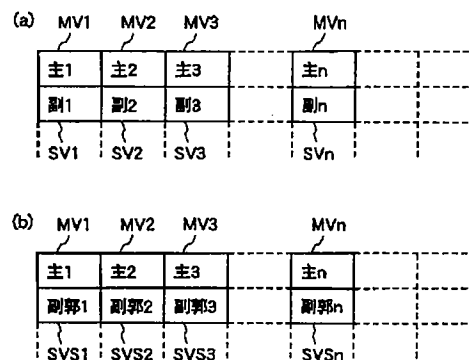 (a) MV1 MV2 MV3 MVn
主1 主2 主3 主n
副1 副2 副3 副n
SV1 SV2 SV3 SVn
(b) MV1 MV2 MV3 MVn
主1 主2 主3 主n
副郭1 副郭2 副郭3 副郭n
SVS1 SVS2 SVS3 SVSn